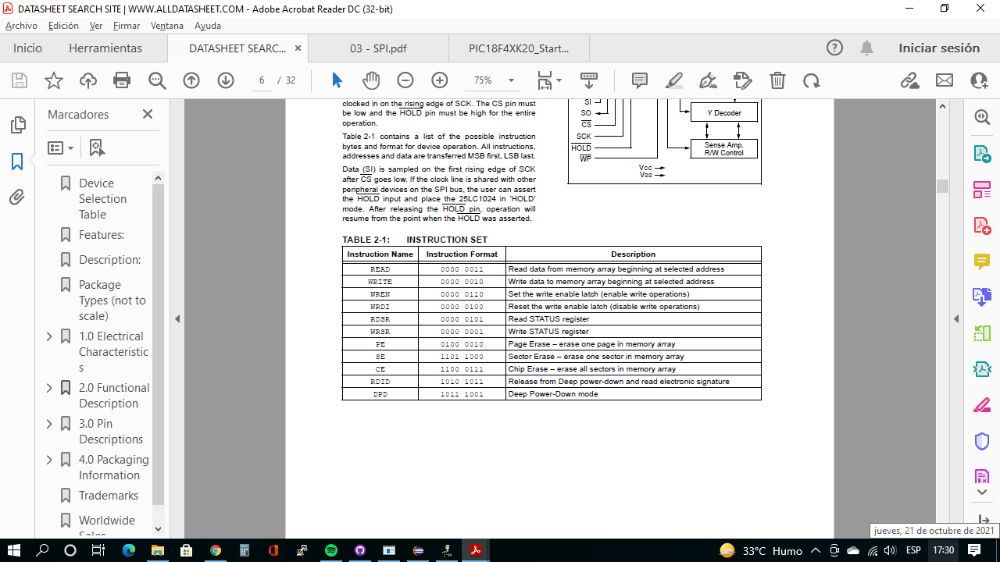 DATASHEET SEARCH SITE | WWW.ALLDATASHEET.COM - Adobe Acrobat Reader DC (32-bit)
Archivo Edición Ver Firmar Ventana Ayuda
Inicio Herramientas DATASHEET SEARC... × 03 - SPI.pdf PIC18F4XK20_Start... Iniciar sesión
6 / 32 75%
Marcadores
Device
Selection
Table
Features:
Description:
Package
Types (not to
scale)
1.0 Electrical
Characteristic
s
2.0 Functional
Description
3.0 Pin
Descriptions
4.0 Packaging
Information
Trademarks
Worldwide
Sales
clocked in on the rising edge of SCK. The CS pin must
be low and the HOLD pin must be high for the entire
operation.
Table 2-1 contains a list of the possible instruction
bytes and format for device operation. All instructions,
addresses and data are transferred MSB first, LSB last.
Data (SI) is sampled on the first rising edge of SCK
after CS goes low. If the clock line is shared with other
peripheral devices on the SPI bus, the user can assert
the HOLD input and place the 25LC1024 in 'HOLD'
mode. After releasing the HOLD pin, operation will
resume from the point when the HOLD was asserted.
SI
SO
CS
SCK
HOLD
WP
Y Decoder
Sense Amp.
R/W Control
Vcc
Vss
TABLE 2-1: INSTRUCTION SET
Instruction Name Instruction Format Description
READ 0000 0011 Read data from memory array beginning at selected address
WRITE 0000 0010 Write data to memory array beginning at selected address
WREN 0000 0110 Set the write enable latch (enable write operations)
WRDI 0000 0100 Reset the write enable latch (disable write operations)
RDSR 0000 0101 Read STATUS register
WRSR 0000 0001 Write STATUS register
PE 0100 0010 Page Erase – erase one page in memory array
SE 1101 1000 Sector Erase – erase one sector in memory array
CE 1100 0111 Chip Erase – erase all sectors in memory array
RDID 1010 1011 Release from Deep power-down and read electronic signature
DPD 1011 1001 Deep Power-Down mode
jueves, 21 de octubre de 2021
33°C Humo ESP 17:30